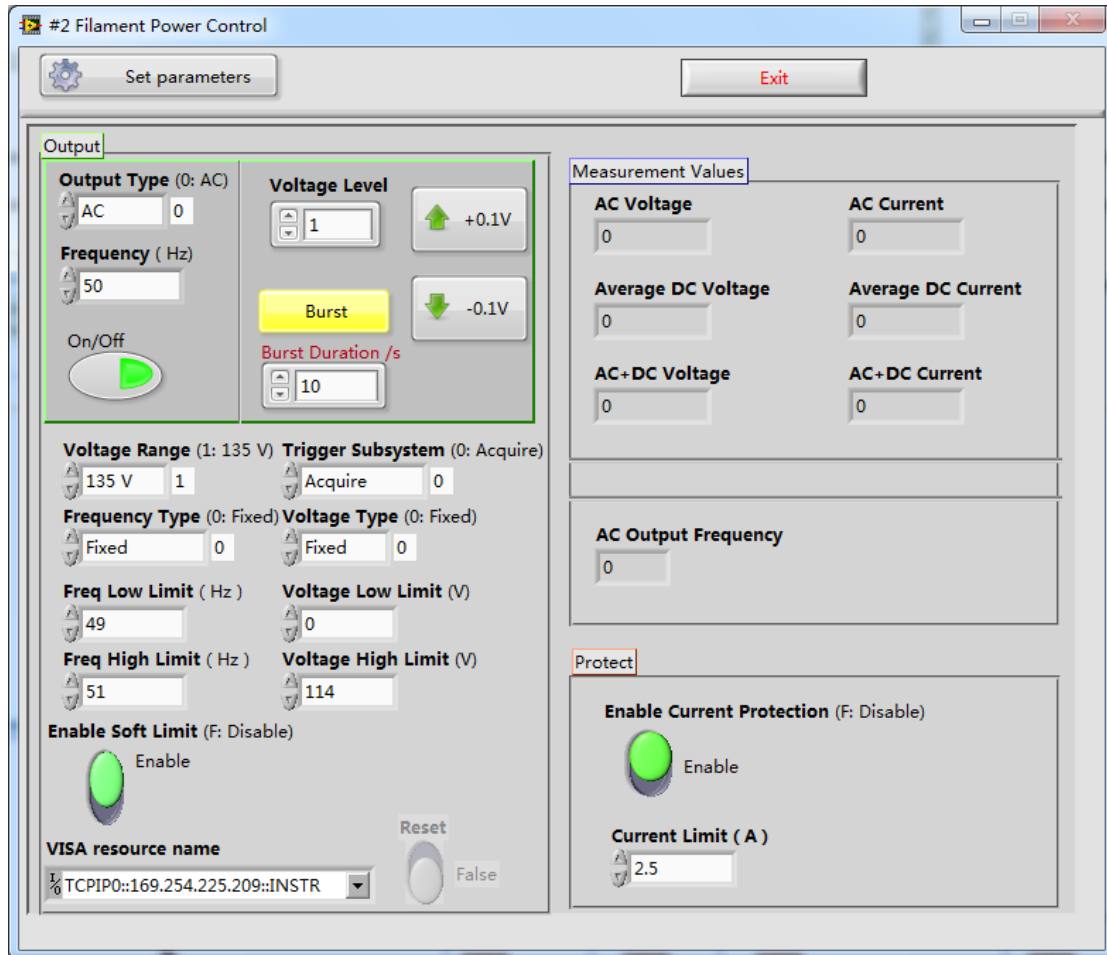 #2 Filament Power Control
Set parameters
Exit
Output
Output Type (0: AC)
AC 0
Frequency ( Hz)
50
On/Off
Voltage Level
1
+0.1V
Burst
-0.1V
Burst Duration /s
10
Voltage Range (1: 135 V) Trigger Subsystem (0: Acquire)
135 V 1 Acquire 0
Frequency Type (0: Fixed) Voltage Type (0: Fixed)
Fixed 0 Fixed 0
Freq Low Limit ( Hz ) Voltage Low Limit (V)
49 0
Freq High Limit ( Hz ) Voltage High Limit (V)
51 114
Enable Soft Limit (F: Disable)
Enable
Reset
False
VISA resource name
I/0 TCPIP0::169.254.225.209::INSTR
Measurement Values
AC Voltage AC Current
0 0
Average DC Voltage Average DC Current
0 0
AC+DC Voltage AC+DC Current
0 0
AC Output Frequency
0
Protect
Enable Current Protection (F: Disable)
Enable
Current Limit ( A )
2.5